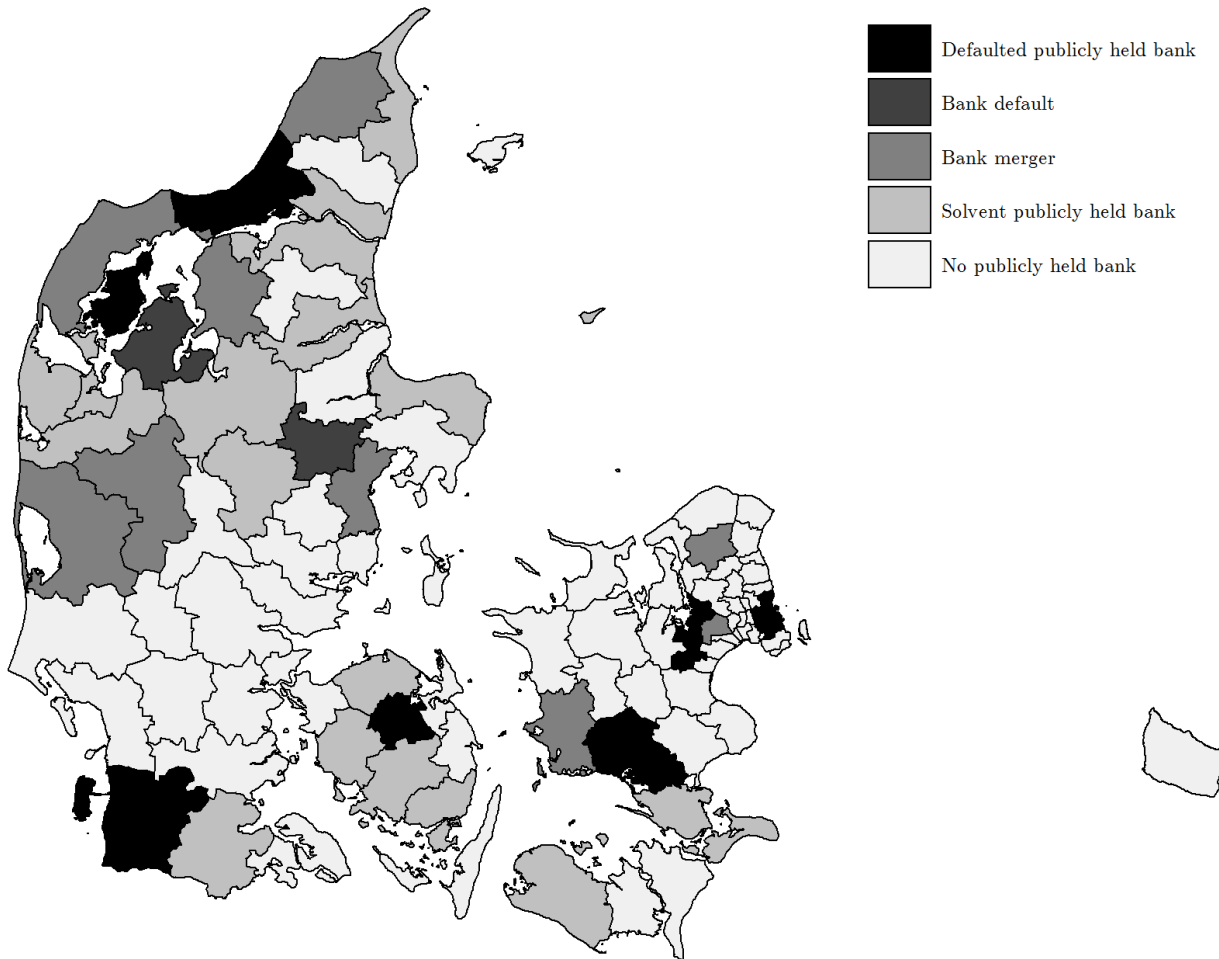 Defaulted publicly held bank
Bank default
Bank merger
Solvent publicly held bank
No publicly held bank